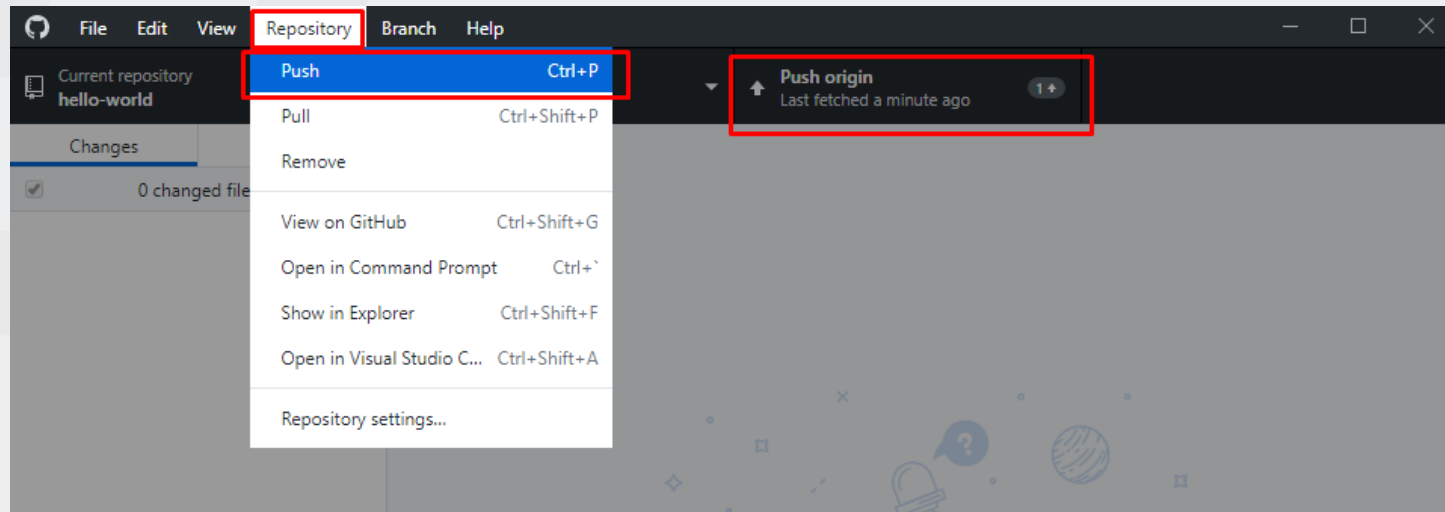 File Edit View Repository Branch Help
Current repository
hello-world
Push origin
Last fetched a minute ago
1
Changes
0 changed file
Push Ctrl+P
Pull Ctrl+Shift+P
Remove
View on GitHub Ctrl+Shift+G
Open in Command Prompt Ctrl+`
Show in Explorer Ctrl+Shift+F
Open in Visual Studio C... Ctrl+Shift+A
Repository settings...
?